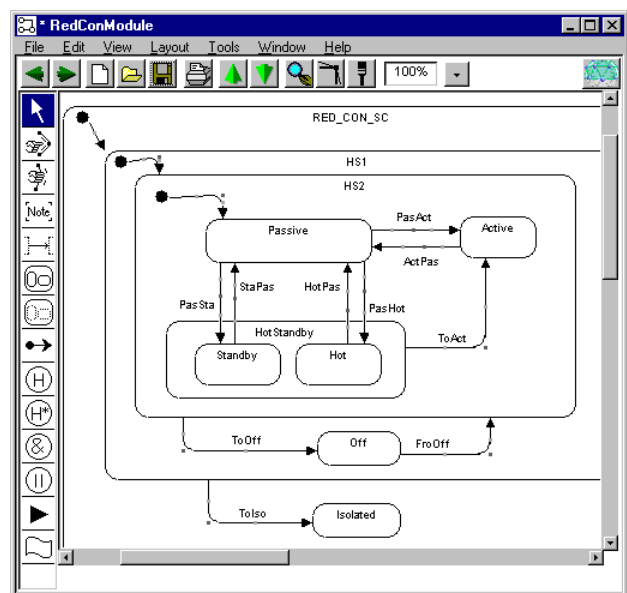 * RedConModule
File Edit View Layout Tools Window Help
100%
RED_CON_SC
HS1
HS2
[Note]
Passive
PasAct
Active
ActPas
StaPas
HotPas
PasSta
PasHot
HotStandby
ToAct
Standby
Hot
H
H*
&
ToOff
Off
FroOff
ToIso
Isolated